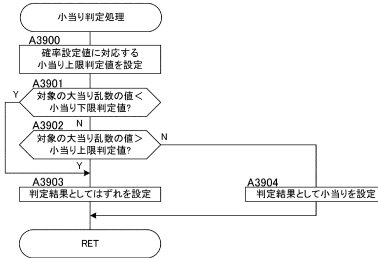 小当り判定処理
A3900
確率設定値に対応する
小当り上限判定値を設定
A3901
Y
対象の大当り乱数の値<
小当り下限判定値?
N
A3902
対象の大当り乱数の値>
小当り上限判定値?
N
Y
A3903
判定結果としてはずれを設定
A3904
判定結果として小当りを設定
RET